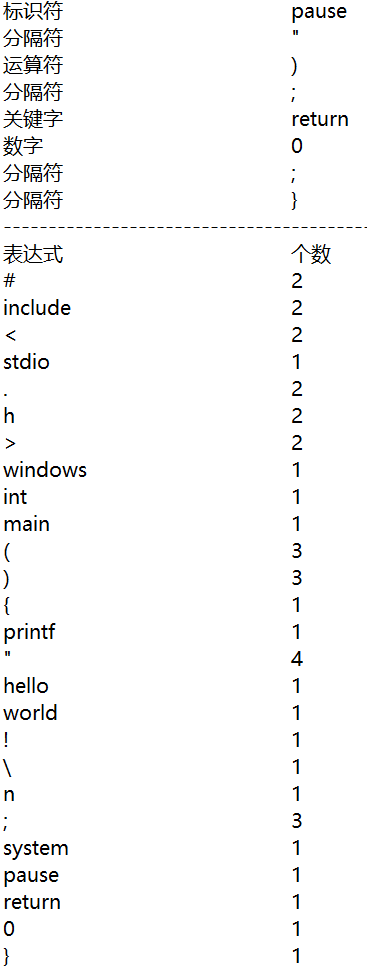 标识符 pause
分隔符 "
运算符 )
分隔符 ;
关键字 return
数字 0
分隔符 ;
分隔符 }
-----------------------------------------
表达式 个数
# 2
include 2
< 2
stdio 1
. 2
h 2
> 2
windows 1
int 1
main 1
( 3
) 3
{ 1
printf 1
" 4
hello 1
world 1
! 1
\ 1
n 1
; 3
system 1
pause 1
return 1
0 1
} 1